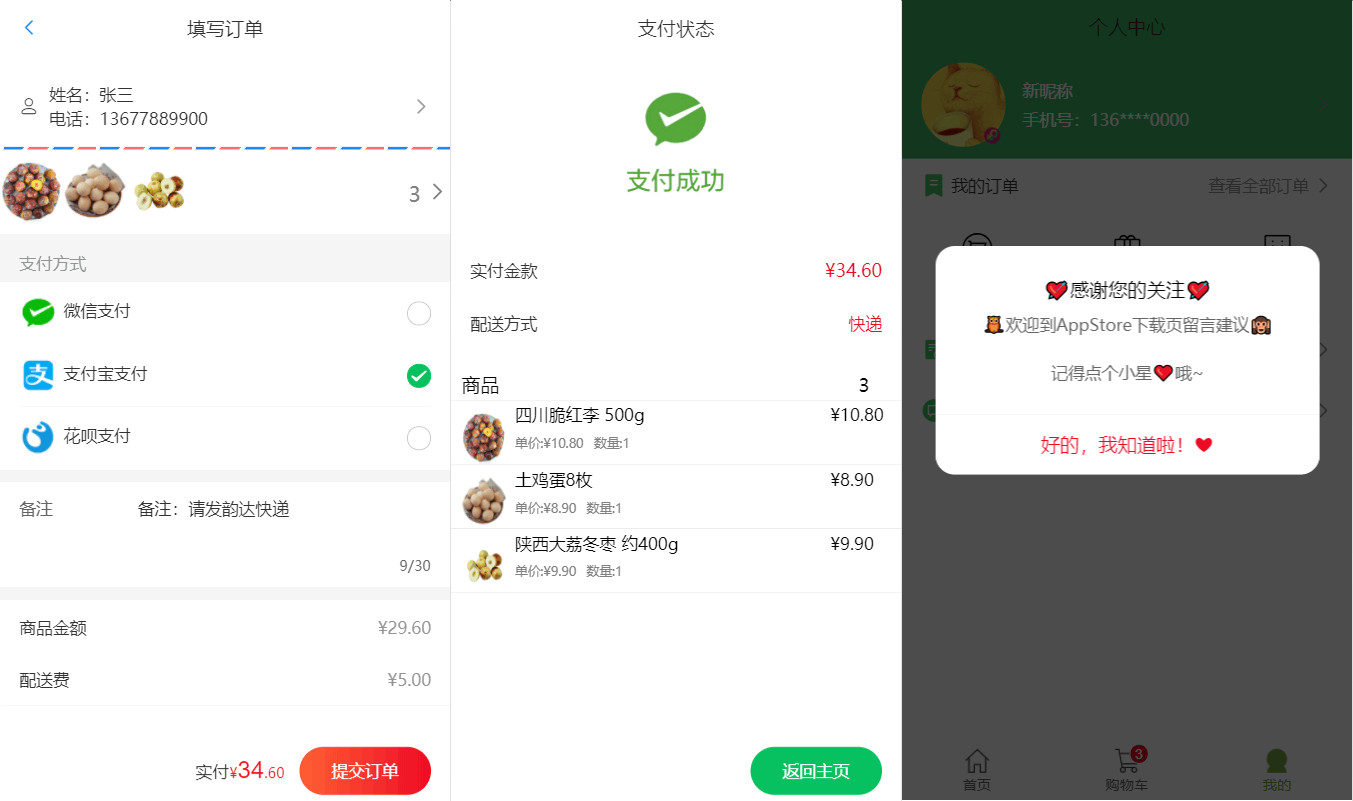 填写订单
姓名：张三
电话：13677889900
3
支付方式
微信支付
支付宝支付
花呗支付
备注 备注：请发韵达快递
9/30
商品金额 ¥29.60
配送费 ¥5.00
实付¥34.60 提交订单
支付状态
支付成功
实付金款 ¥34.60
配送方式 快递
商品 3
四川脆红李 500g ¥10.80
单价:¥10.80 数量:1
土鸡蛋8枚 ¥8.90
单价:¥8.90 数量:1
陕西大荔冬枣 约400g ¥9.90
单价:¥9.90 数量:1
返回主页
个人中心
新昵称
手机号：136****0000
我的订单 查看全部订单
感谢您的关注
欢迎到AppStore下载页留言建议
记得点个小星❤哦~
好的，我知道啦！♥
3
首页 购物车 我的